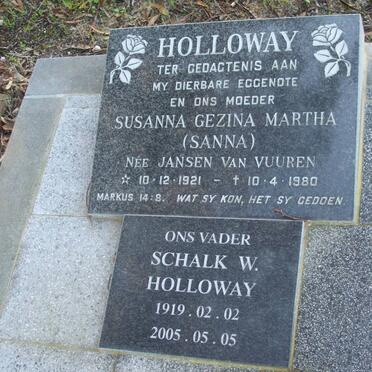 HOLLOWAY
TER GEDAGTENIS AAN
MY DIERBARE EGGENOTE
EN ONS MOEDER
SUSANNA GEZINA MARTHA
(SANNA)
NÉE JANSEN VAN VUUREN
☆ 10-12-1921 – ✝ 10-4-1980
MARKUS 14:8. WAT SY KON, HET SY GEDOEN.
ONS VADER
SCHALK W.
HOLLOWAY
1919.02.02
2005.05.05